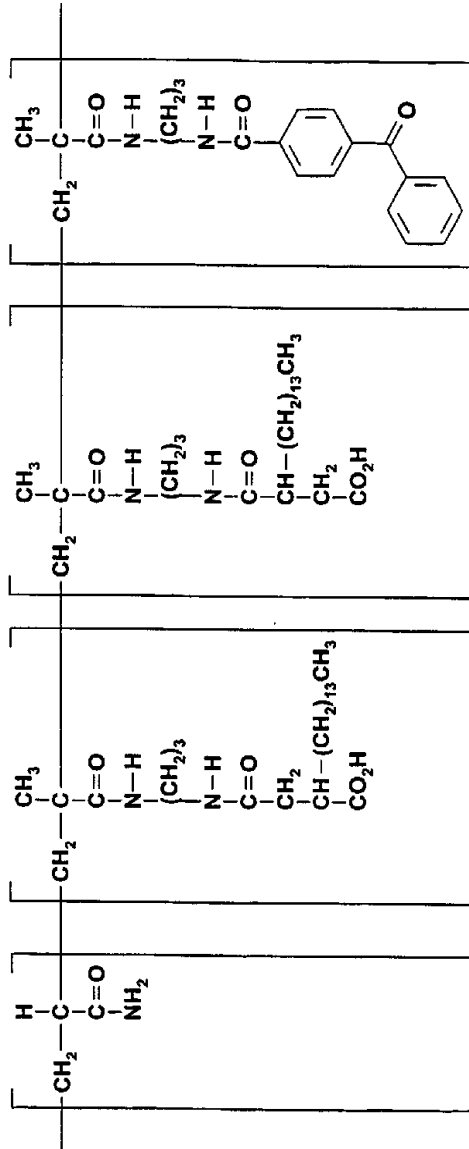 H
CH₂—C
C=O
NH₂
CH₃
CH₂—C
C=O
N—H
(CH₂)₃
N—H
C=O
CH₂
CH—(CH₂)₁₃CH₃
CO₂H
CH₃
CH₂—C
C=O
N—H
(CH₂)₃
N—H
C=O
CH—(CH₂)₁₃CH₃
CH₂
CO₂H
CH₃
CH₂—C
C=O
N—H
(CH₂)₃
N—H
C=O
O